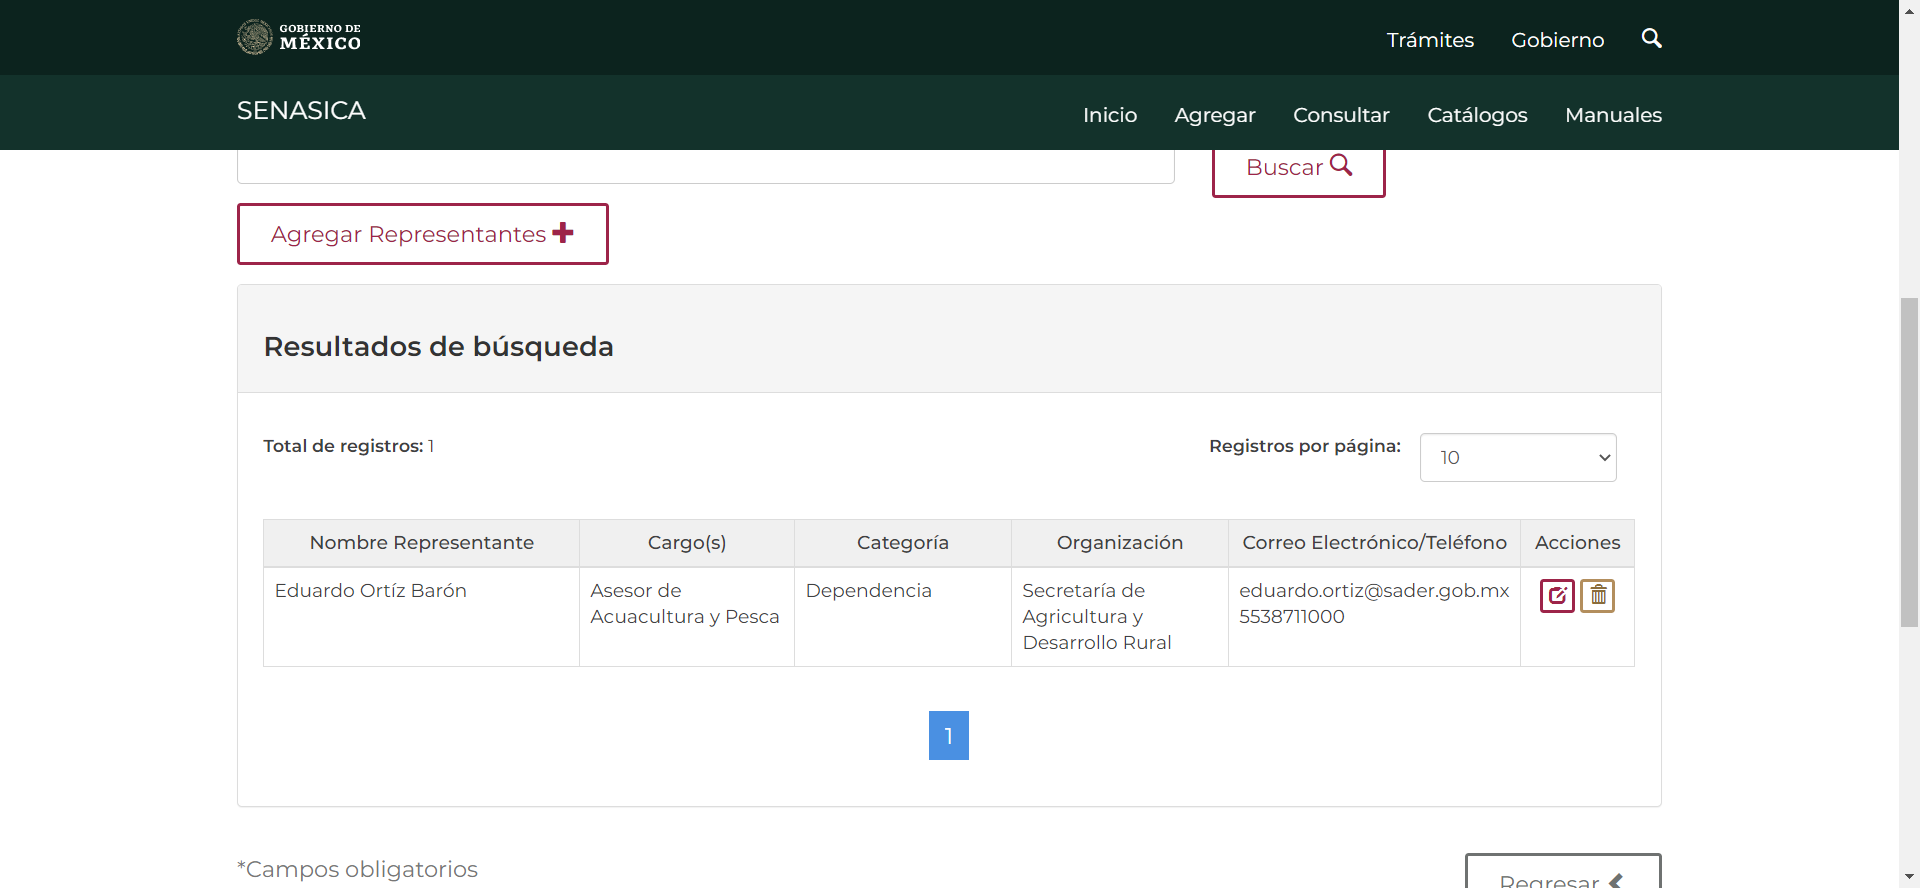 GOBIERNO DE
MÉXICO
Trámites Gobierno
SENASICA
Inicio Agregar Consultar Catálogos Manuales
Buscar
Agregar Representantes
Resultados de búsqueda
Total de registros: 1
Registros por página: 10
Nombre Representante Cargo(s) Categoría Organización Correo Electrónico/Teléfono Acciones
Eduardo Ortíz Barón
Asesor de
Acuacultura y Pesca
Dependencia
Secretaría de
Agricultura y
Desarrollo Rural
eduardo.ortiz@sader.gob.mx
5538711000
1
*Campos obligatorios
Regresar